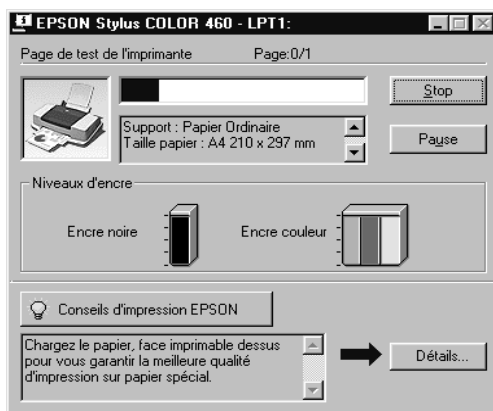 EPSON Stylus COLOR 460 - LPT1:
Page de test de l'imprimante Page:0/1
Stop
Support : Papier Ordinaire
Taille papier : A4 210 x 297 mm
Pause
Niveaux d'encre
Encre noire Encre couleur
Conseils d'impression EPSON
Chargez le papier, face imprimable dessus
pour vous garantir la meilleure qualité
d'impression sur papier spécial.
Détails...